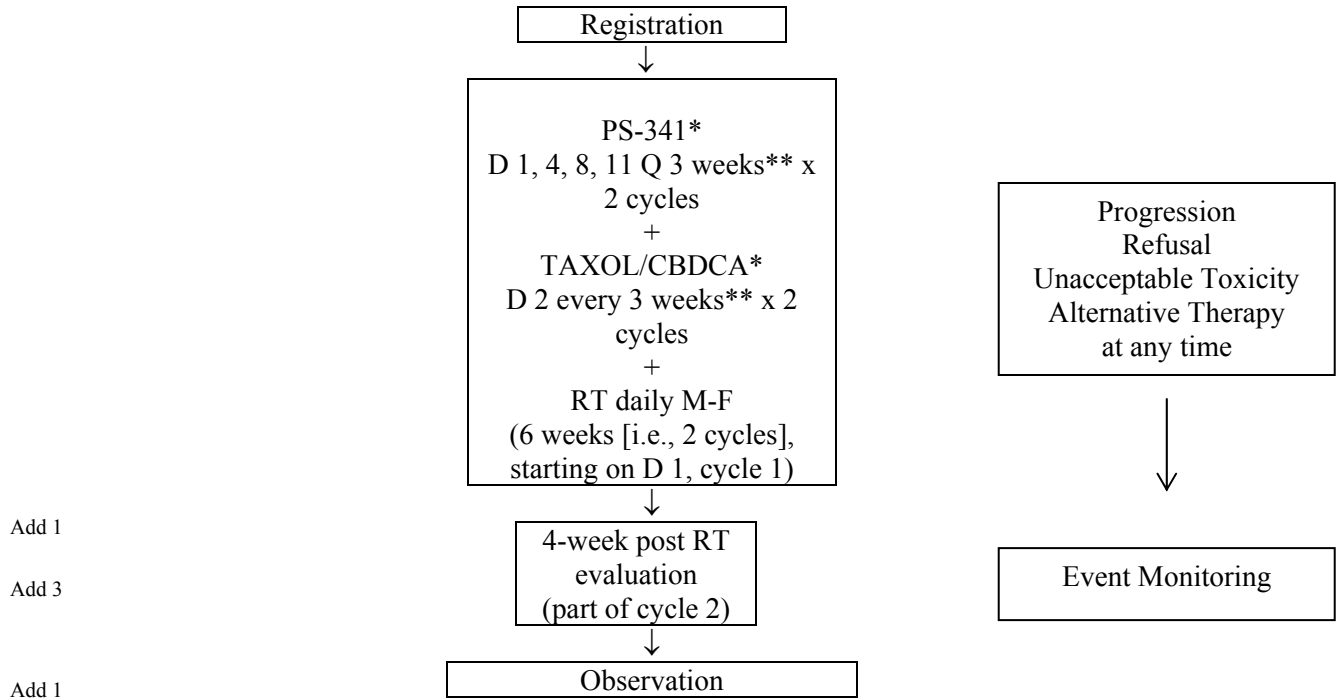 Registration
↓
PS-341*
D 1, 4, 8, 11 Q 3 weeks** x
2 cycles
+
TAXOL/CBDCA*
D 2 every 3 weeks** x 2
cycles
+
RT daily M-F
(6 weeks [i.e., 2 cycles],
starting on D 1, cycle 1)
↓
Add 1
4-week post RT
evaluation
(part of cycle 2)
Add 3
↓
Observation
Add 1
Progression
Refusal
Unacceptable Toxicity
Alternative Therapy
at any time
↓
Event Monitoring